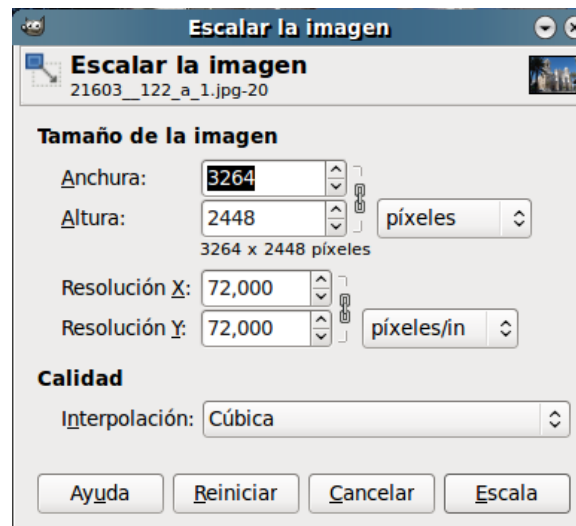 Escalar la imagen
Escalar la imagen
21603__122_a_1.jpg-20
Tamaño de la imagen
Anchura: 3264
Altura: 2448 píxeles
3264 x 2448 píxeles
Resolución X: 72,000
Resolución Y: 72,000 píxeles/in
Calidad
Interpolación: Cúbica
Ayuda Reiniciar Cancelar Escala